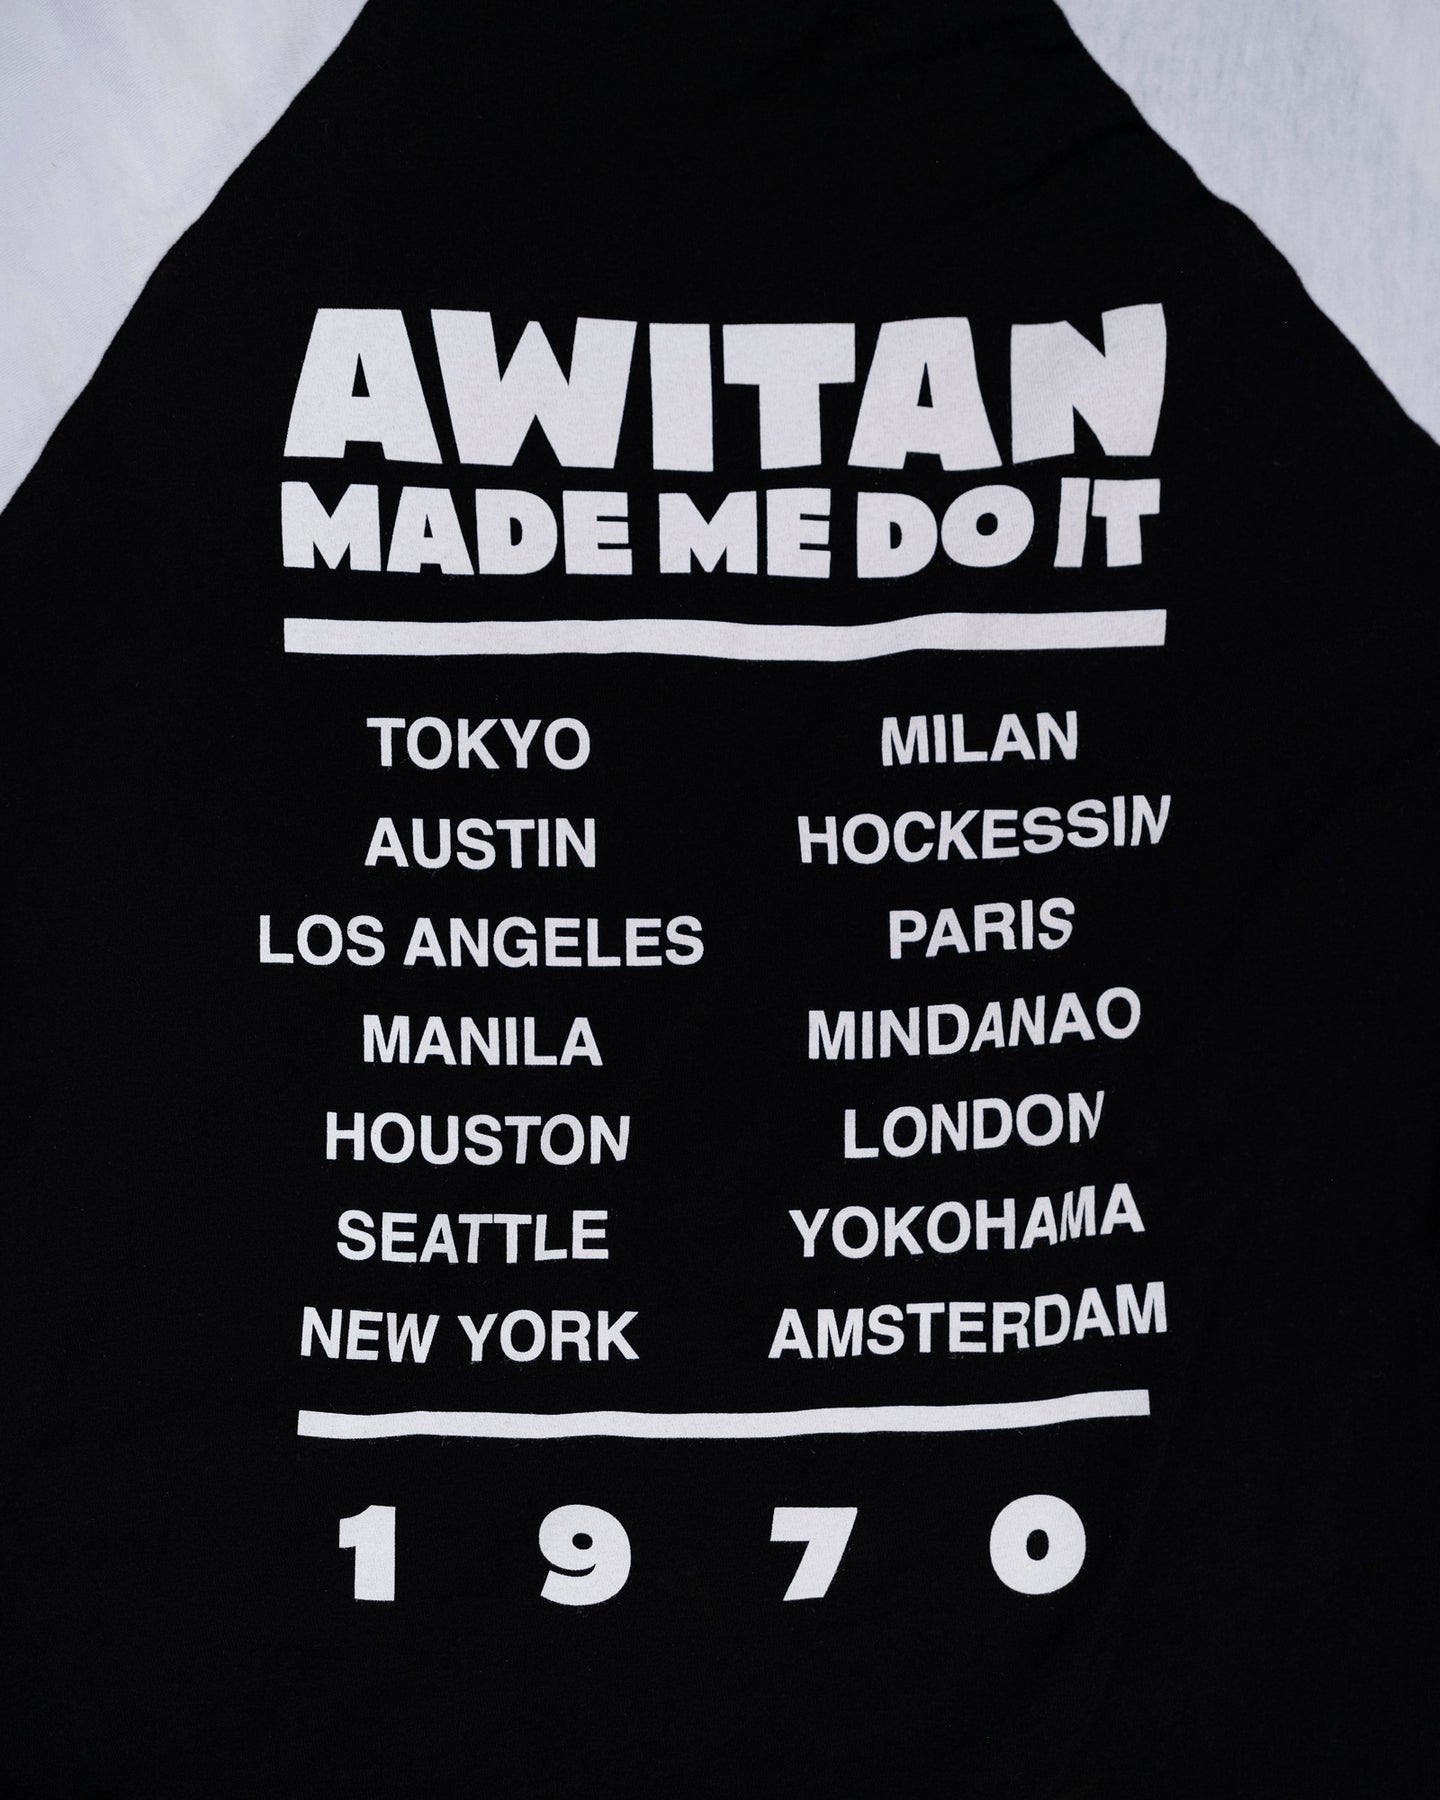 AWITAN
MADE ME DO IT
TOKYO
AUSTIN
LOS ANGELES
MANILA
HOUSTON
SEATTLE
NEW YORK
MILAN
HOCKESSIN
PARIS
MINDANAO
LONDON
YOKOHAMA
AMSTERDAM
1970